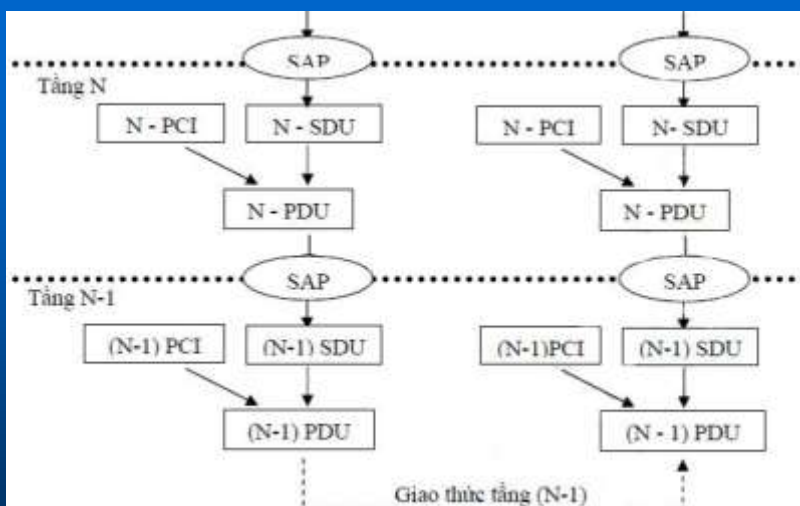 SAP SAP
Tầng N
N - PCI N - SDU N - PCI N- SDU
N - PDU N - PDU
SAP SAP
Tầng N-1
(N-1) PCI (N-1) SDU (N-1)PCI (N-1) SDU
(N-1) PDU (N - 1) PDU
Giao thức tầng (N-1)